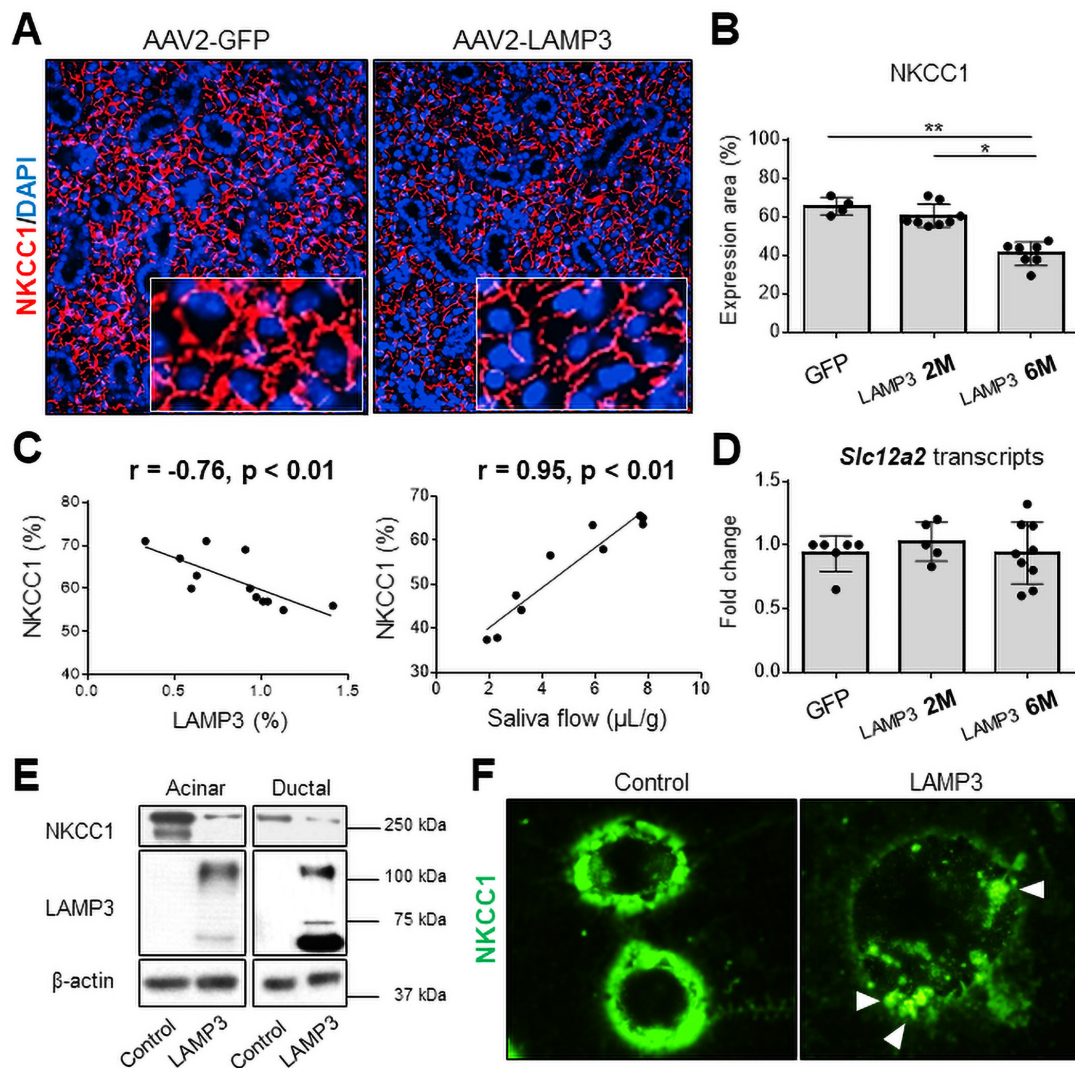 A
AAV2-GFP
AAV2-LAMP3
NKCC1/DAPI
B
NKCC1
**
*
Expression area (%)
100
80
60
40
20
0
GFP
LAMP3 2M
LAMP3 6M
C
r = -0.76, p < 0.01
NKCC1 (%)
80
70
60
50
40
0.0 0.5 1.0 1.5
LAMP3 (%)
r = 0.95, p < 0.01
NKCC1 (%)
70
60
50
40
30
0 2 4 6 8 10
Saliva flow (µL/g)
D
Slc12a2 transcripts
Fold change
1.5
1.0
0.5
0.0
GFP
LAMP3 2M
LAMP3 6M
E
Acinar Ductal
NKCC1
250 kDa
LAMP3
100 kDa
75 kDa
β-actin
37 kDa
Control LAMP3 Control LAMP3
F
Control
LAMP3
NKCC1